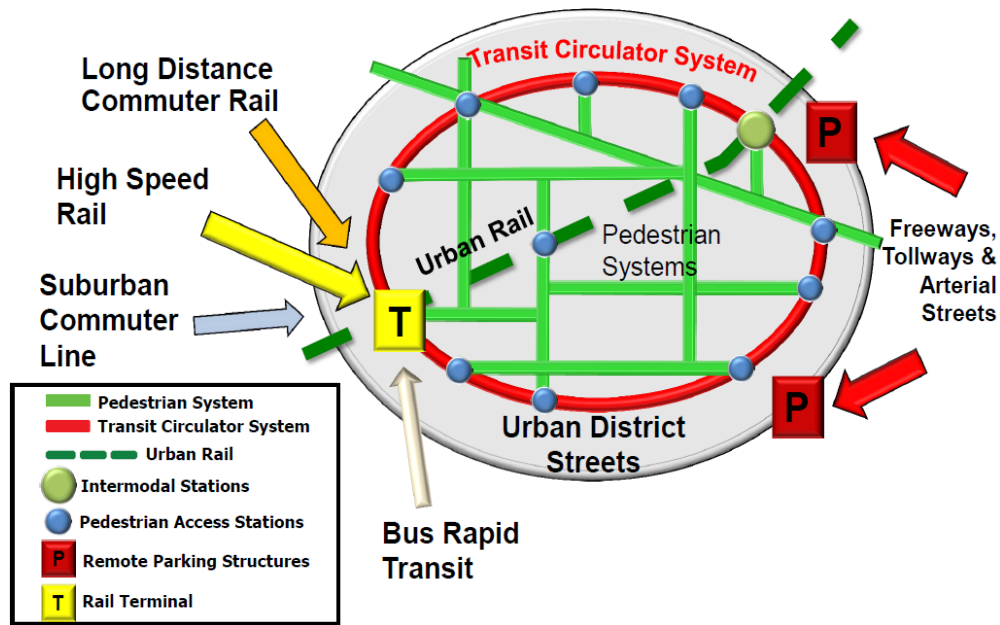 Transit Circulator System
Long Distance
Commuter Rail
P
High Speed
Rail
Urban Rail
Pedestrian
Systems
Freeways,
Tollways &
Arterial
Streets
Suburban
Commuter
Line
T
P
Urban District
Streets
Bus Rapid
Transit
Pedestrian System
Transit Circulator System
Urban Rail
Intermodal Stations
Pedestrian Access Stations
P Remote Parking Structures
T Rail Terminal